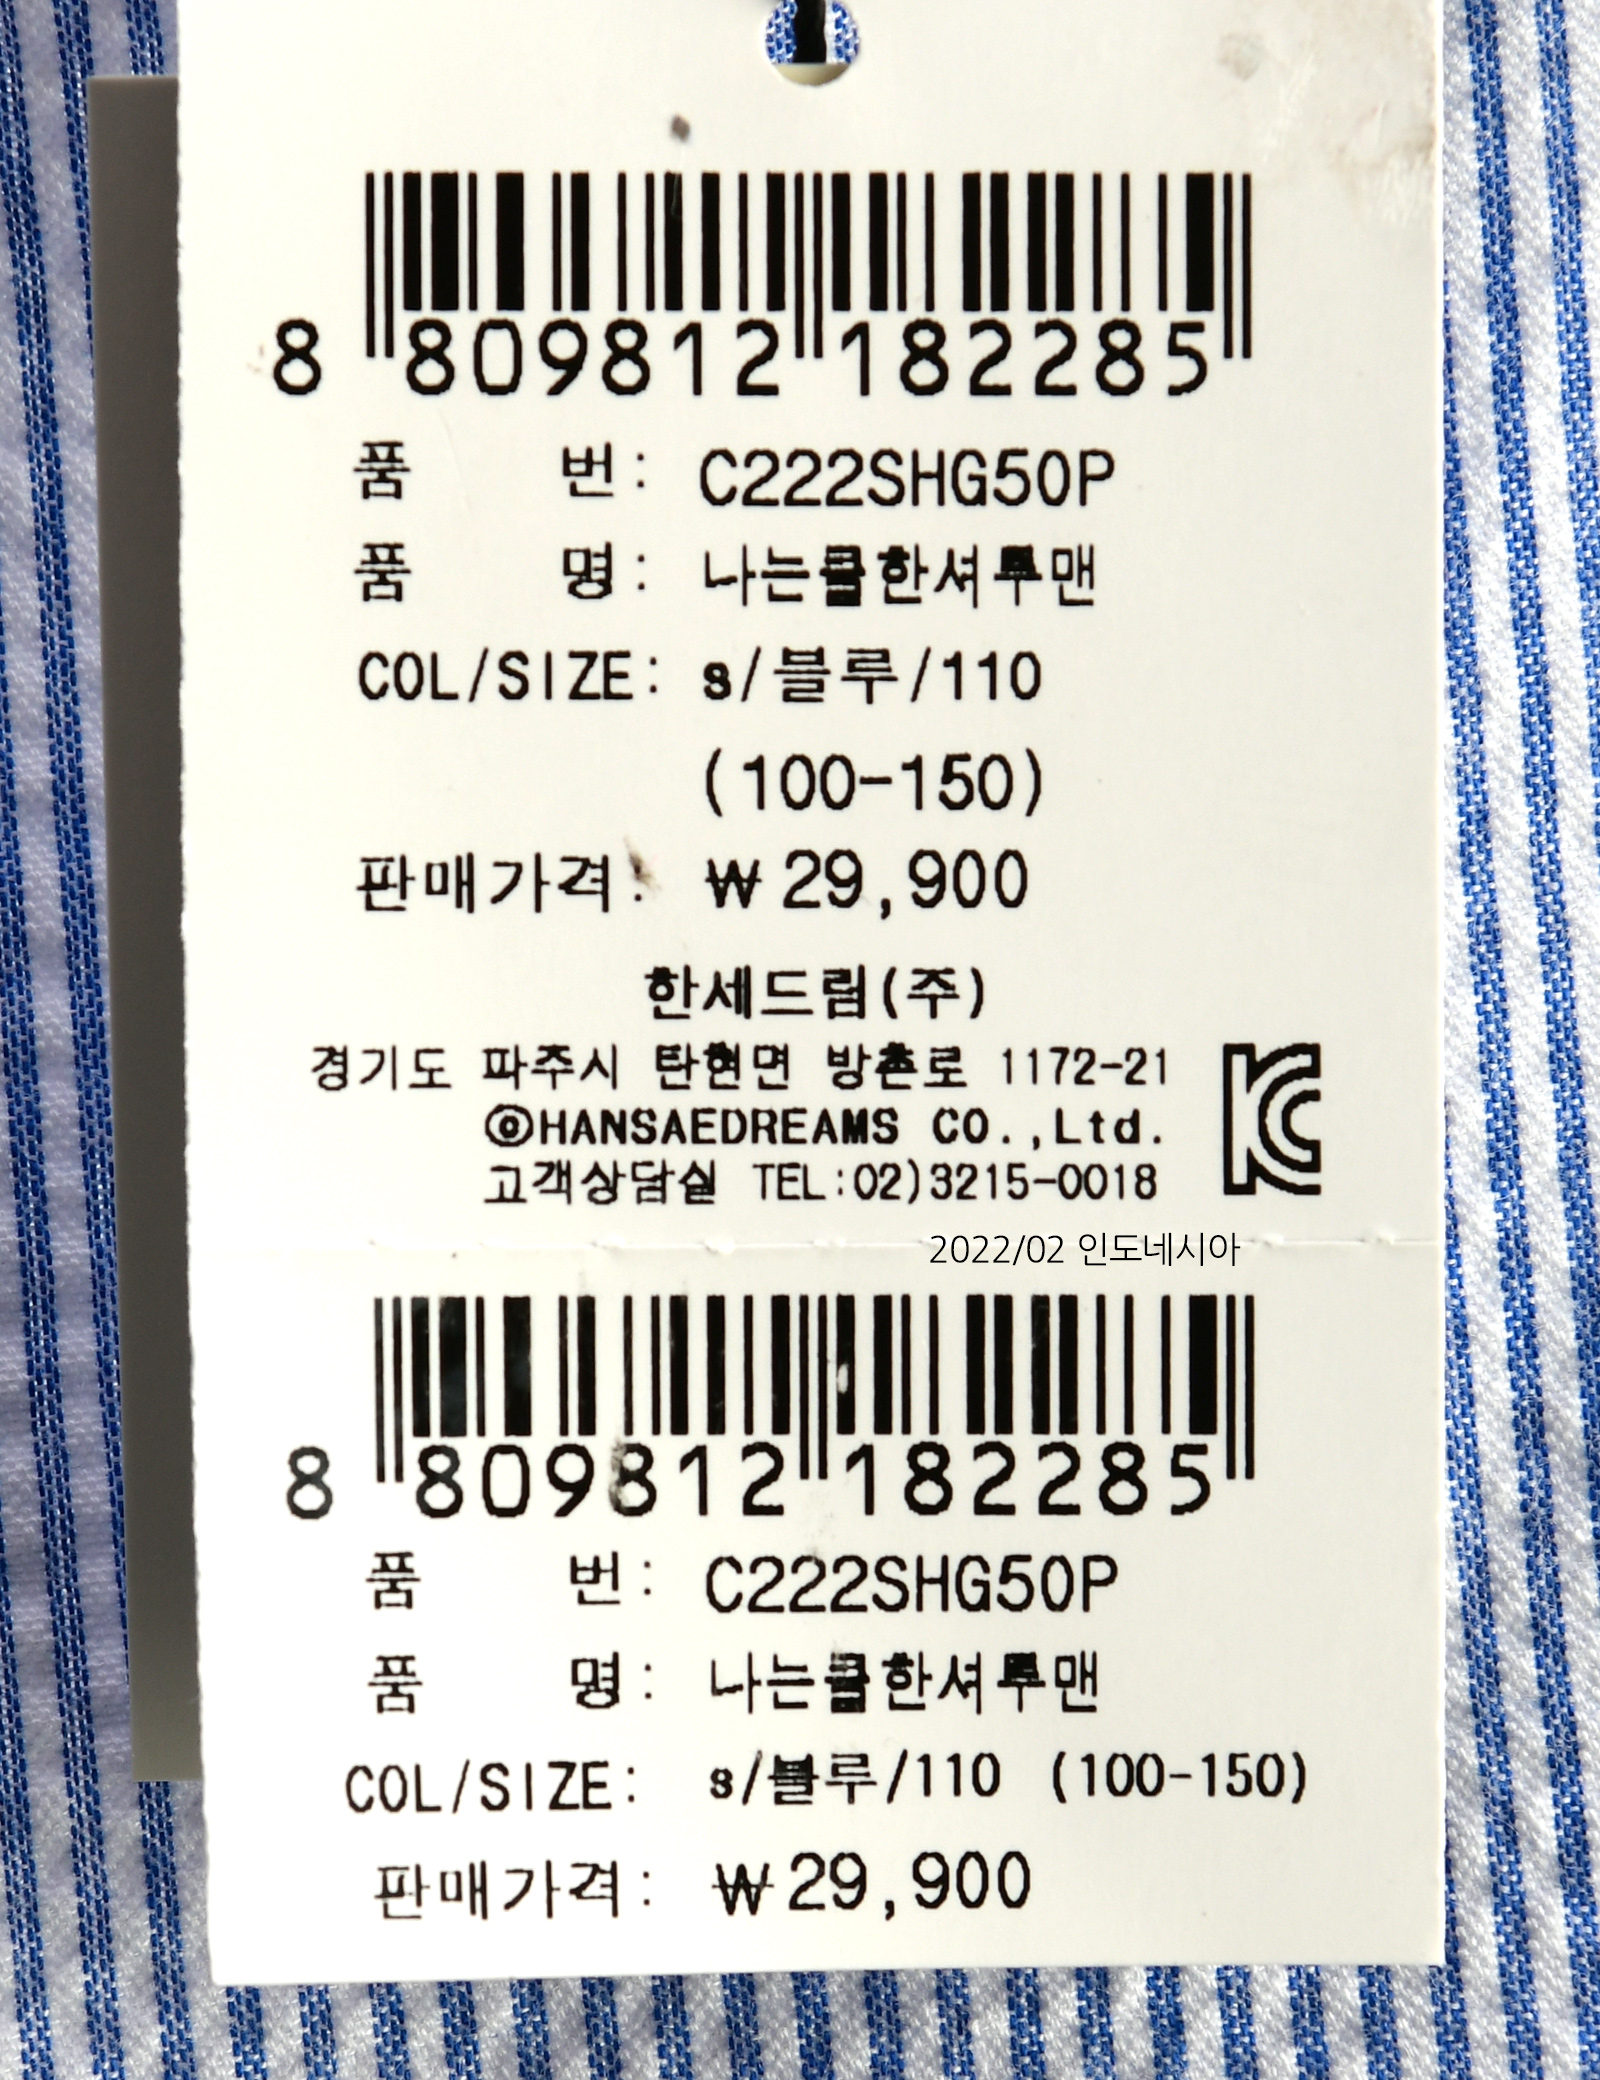 8 809812 182285
품 번: C222SHG50P
품 명: 나는쿨한셔투맨
COL/SIZE: s/블루/110
(100-150)
판매가격: ₩29,900
한세드림(주)
경기도 파주시 탄현면 방촌로 1172-21
ⓒHANSAEDREAMS CO.,Ltd.
고객상담실 TEL:02)3215-0018
KC
2022/02 인도네시아
8 809812 182285
품 번: C222SHG50P
품 명: 나는쿨한셔투맨
COL/SIZE: s/블루/110 (100-150)
판매가격: ₩29,900